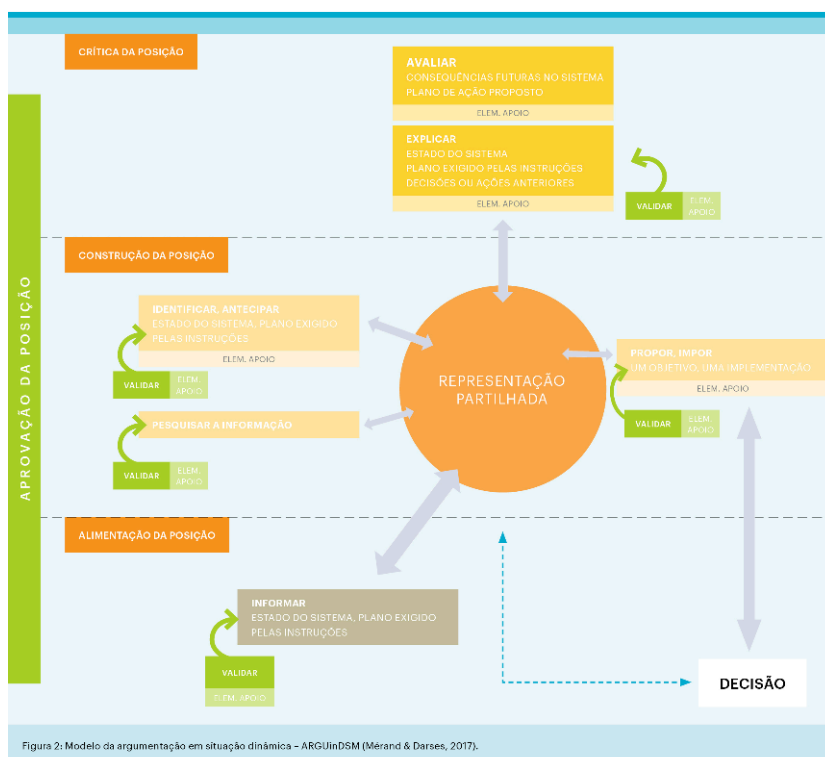 CRÍTICA DA POSIÇÃO
AVALIAR
CONSEQUÊNCIAS FUTURAS NO SISTEMA
PLANO DE AÇÃO PROPOSTO
ELEM. APOIO
EXPLICAR
ESTADO DO SISTEMA
PLANO EXIGIDO PELAS INSTRUÇÕES
DECISÕES OU AÇÕES ANTERIORES
ELEM. APOIO
VALIDAR
ELEM.
APOIO
APROVAÇÃO DA POSIÇÃO
CONSTRUÇÃO DA POSIÇÃO
IDENTIFICAR, ANTECIPAR
ESTADO DO SISTEMA, PLANO EXIGIDO
PELAS INSTRUÇÕES
ELEM. APOIO
VALIDAR
ELEM.
APOIO
PESQUISAR A INFORMAÇÃO
VALIDAR
ELEM.
APOIO
REPRESENTAÇÃO
PARTILHADA
PROPOR, IMPOR
UM OBJETIVO, UMA IMPLEMENTAÇÃO
ELEM. APOIO
VALIDAR
ELEM.
APOIO
ALIMENTAÇÃO DA POSIÇÃO
INFORMAR
ESTADO DO SISTEMA, PLANO EXIGIDO
PELAS INSTRUÇÕES
VALIDAR
ELEM. APOIO
DECISÃO
Figura 2: Modelo da argumentação em situação dinâmica – ARGUinDSM (Mérand & Darses, 2017).